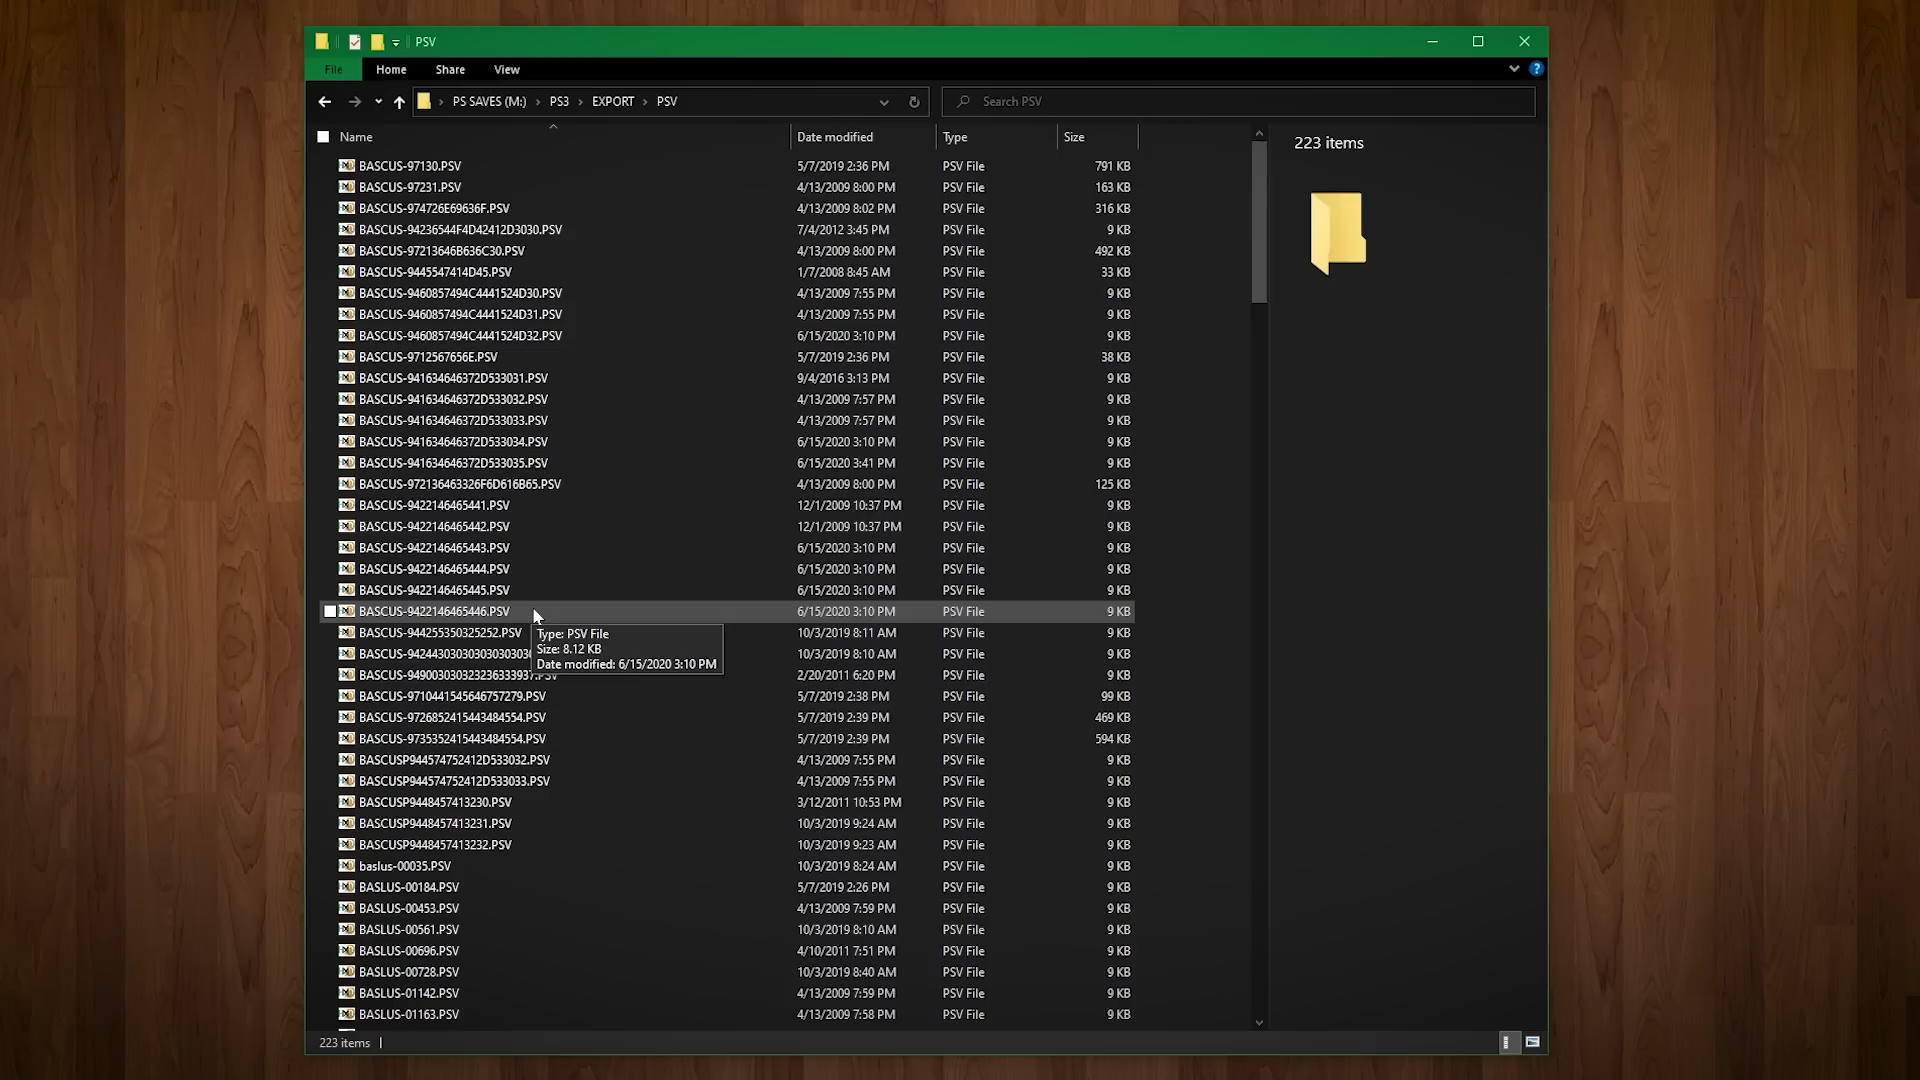 PSV
File Home Share View
PS SAVES (M:) › PS3 › EXPORT › PSV Search PSV
Name Date modified Type Size
223 items
BASCUS-97130.PSV 5/7/2019 2:36 PM PSV File 791 KB
BASCUS-97231.PSV 4/13/2009 8:00 PM PSV File 163 KB
BASCUS-974726E69636F.PSV 4/13/2009 8:02 PM PSV File 316 KB
BASCUS-94236544F4D42412D3030.PSV 7/4/2012 3:45 PM PSV File 9 KB
BASCUS-97213646B636C30.PSV 4/13/2009 8:00 PM PSV File 492 KB
BASCUS-9445547414D45.PSV 1/7/2008 8:45 AM PSV File 33 KB
BASCUS-9460857494C4441524D30.PSV 4/13/2009 7:55 PM PSV File 9 KB
BASCUS-9460857494C4441524D31.PSV 4/13/2009 7:55 PM PSV File 9 KB
BASCUS-9460857494C4441524D32.PSV 6/15/2020 3:10 PM PSV File 9 KB
BASCUS-9712567656E.PSV 5/7/2019 2:36 PM PSV File 38 KB
BASCUS-941634646372D533031.PSV 9/4/2016 3:13 PM PSV File 9 KB
BASCUS-941634646372D533032.PSV 4/13/2009 7:57 PM PSV File 9 KB
BASCUS-941634646372D533033.PSV 4/13/2009 7:57 PM PSV File 9 KB
BASCUS-941634646372D533034.PSV 6/15/2020 3:10 PM PSV File 9 KB
BASCUS-941634646372D533035.PSV 6/15/2020 3:41 PM PSV File 9 KB
BASCUS-972136463326F6D616B65.PSV 4/13/2009 8:00 PM PSV File 125 KB
BASCUS-9422146465441.PSV 12/1/2009 10:37 PM PSV File 9 KB
BASCUS-9422146465442.PSV 12/1/2009 10:37 PM PSV File 9 KB
BASCUS-9422146465443.PSV 6/15/2020 3:10 PM PSV File 9 KB
BASCUS-9422146465444.PSV 6/15/2020 3:10 PM PSV File 9 KB
BASCUS-9422146465445.PSV 6/15/2020 3:10 PM PSV File 9 KB
BASCUS-9422146465446.PSV 6/15/2020 3:10 PM PSV File 9 KB
BASCUS-944255350325252.PSV 10/3/2019 8:11 AM PSV File 9 KB
Type: PSV File
Size: 8.12 KB
Date modified: 6/15/2020 3:10 PM
10/3/2019 8:10 AM PSV File 9 KB
2/20/2011 6:20 PM PSV File 9 KB
BASCUS-9710441545646757279.PSV 5/7/2019 2:38 PM PSV File 99 KB
BASCUS-9726852415443484554.PSV 5/7/2019 2:39 PM PSV File 469 KB
BASCUS-9735352415443484554.PSV 5/7/2019 2:39 PM PSV File 594 KB
BASCUSP944574752412D533032.PSV 4/13/2009 7:55 PM PSV File 9 KB
BASCUSP944574752412D533033.PSV 4/13/2009 7:55 PM PSV File 9 KB
BASCUSP9448457413230.PSV 3/12/2011 10:53 PM PSV File 9 KB
BASCUSP9448457413231.PSV 10/3/2019 9:24 AM PSV File 9 KB
BASCUSP9448457413232.PSV 10/3/2019 9:23 AM PSV File 9 KB
baslus-00035.PSV 10/3/2019 8:24 AM PSV File 9 KB
BASLUS-00184.PSV 5/7/2019 2:26 PM PSV File 9 KB
BASLUS-00453.PSV 4/13/2009 7:59 PM PSV File 9 KB
BASLUS-00561.PSV 10/3/2019 8:10 AM PSV File 9 KB
BASLUS-00696.PSV 4/10/2011 7:51 PM PSV File 9 KB
BASLUS-00728.PSV 10/3/2019 8:40 AM PSV File 9 KB
BASLUS-01142.PSV 4/13/2009 7:59 PM PSV File 9 KB
BASLUS-01163.PSV 4/13/2009 7:58 PM PSV File 9 KB
223 items